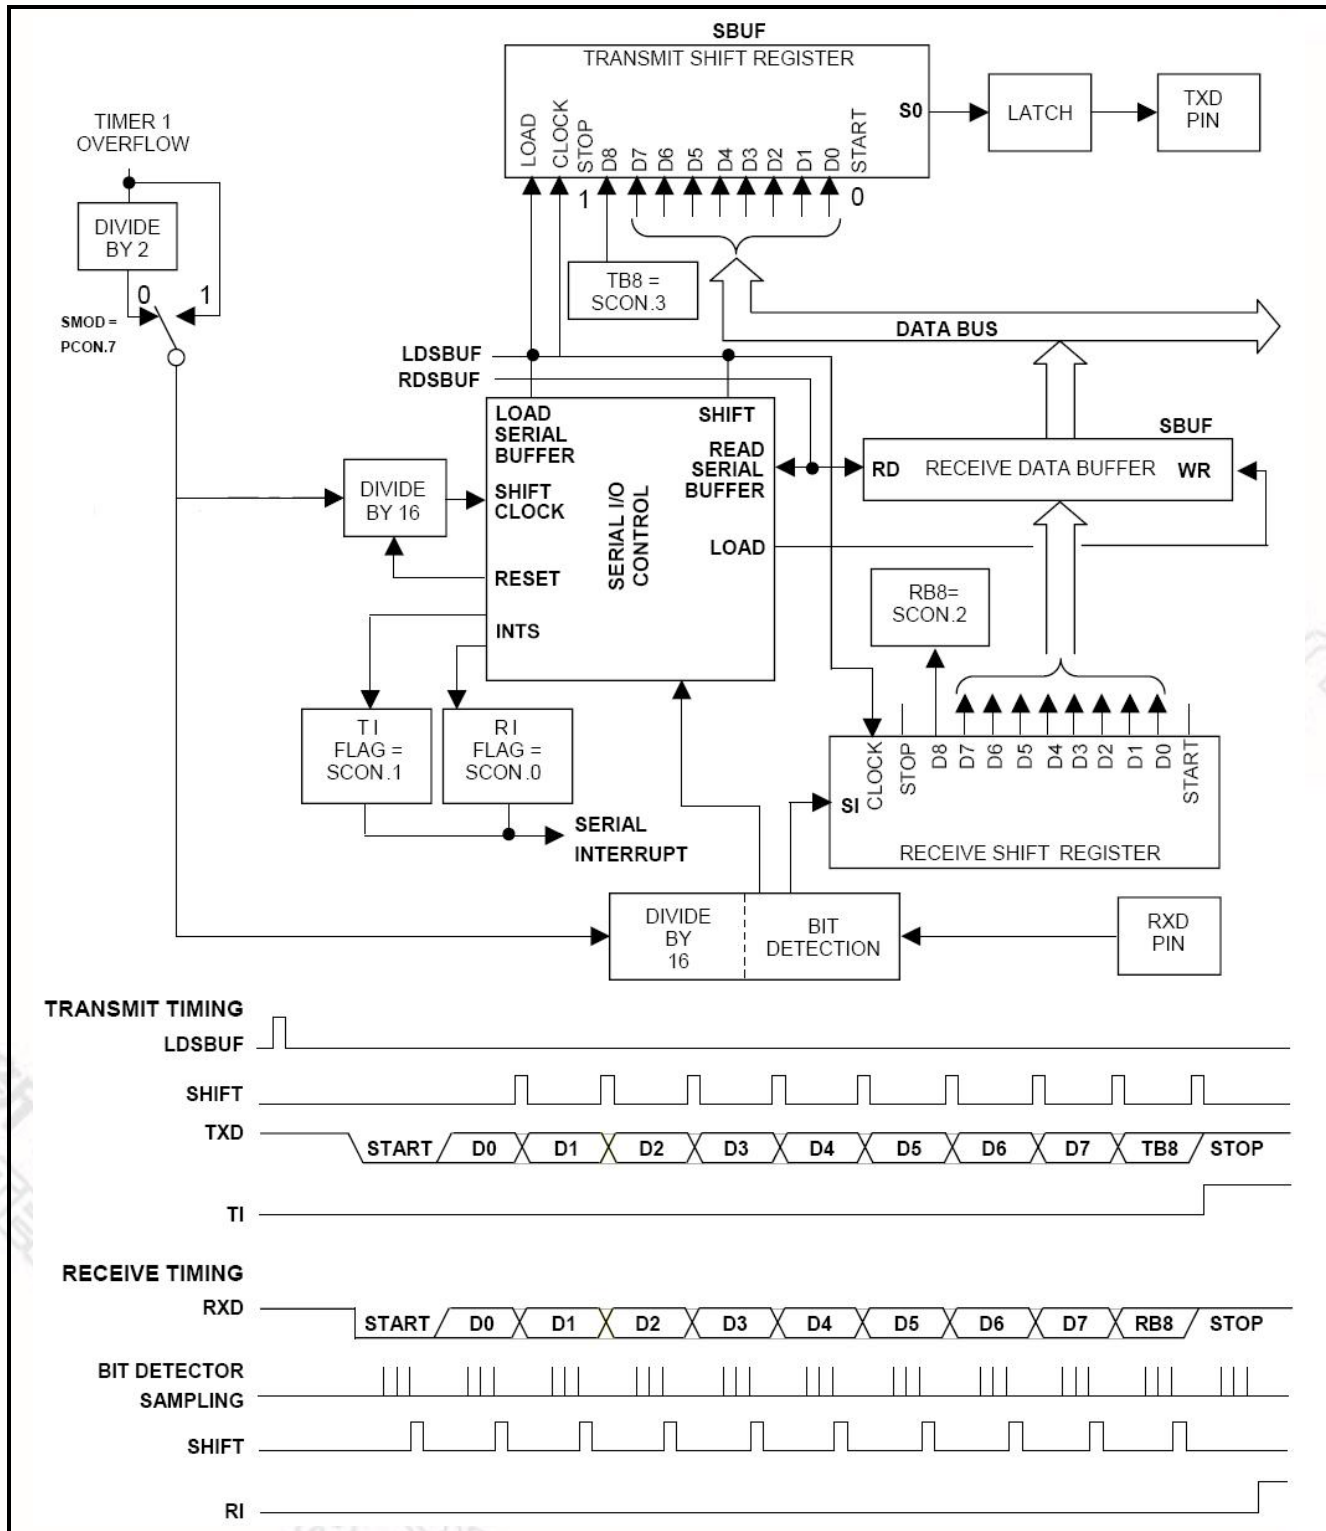 SBUF
TRANSMIT SHIFT REGISTER
LOAD
CLOCK
STOP
D8
D7
D6
D5
D4
D3
D2
D1
D0
START
S0
LATCH
TXD
PIN
1
0
TIMER 1
OVERFLOW
DIVIDE
BY 2
0
1
SMOD =
PCON.7
TB8 =
SCON.3
DATA BUS
LDSBUF
RDSBUF
LOAD
SERIAL
BUFFER
SHIFT
READ
SERIAL
BUFFER
SHIFT
CLOCK
SERIAL I/O
CONTROL
LOAD
RESET
INTS
DIVIDE
BY 16
SBUF
RD
RECEIVE DATA BUFFER
WR
RB8=
SCON.2
TI
FLAG =
SCON.1
RI
FLAG =
SCON.0
SERIAL
INTERRUPT
SI
CLOCK
STOP
D8
D7
D6
D5
D4
D3
D2
D1
D0
START
RECEIVE SHIFT REGISTER
DIVIDE
BY
16
BIT
DETECTION
RXD
PIN
TRANSMIT TIMING
LDSBUF
SHIFT
TXD
START D0 D1 D2 D3 D4 D5 D6 D7 TB8 STOP
TI
RECEIVE TIMING
RXD
START D0 D1 D2 D3 D4 D5 D6 D7 RB8 STOP
BIT DETECTOR
SAMPLING
SHIFT
RI